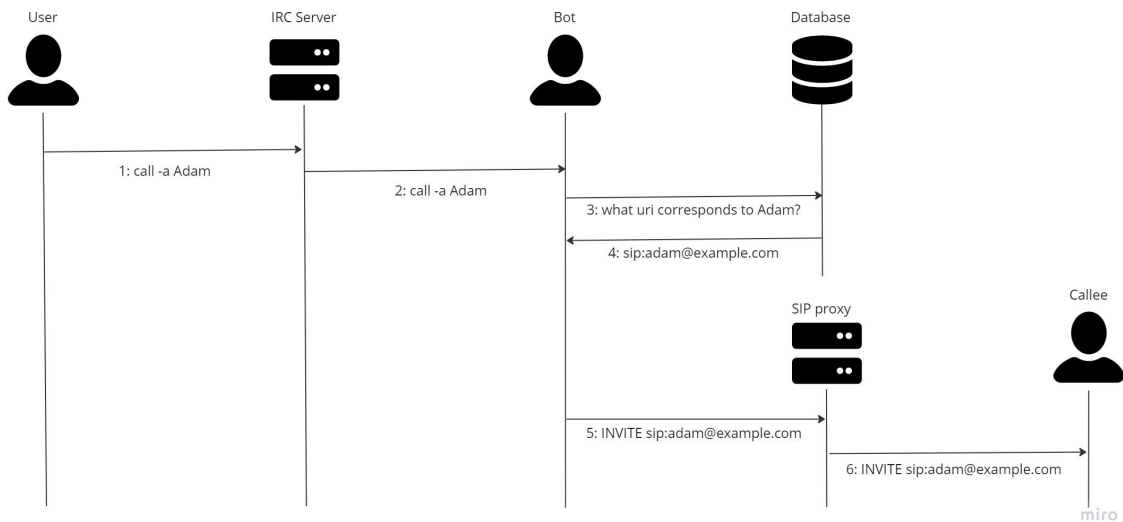 User
IRC Server
Bot
Database
1: call -a Adam
2: call -a Adam
3: what uri corresponds to Adam?
4: sip:adam@example.com
SIP proxy
Callee
5: INVITE sip:adam@example.com
6: INVITE sip:adam@example.com
miro